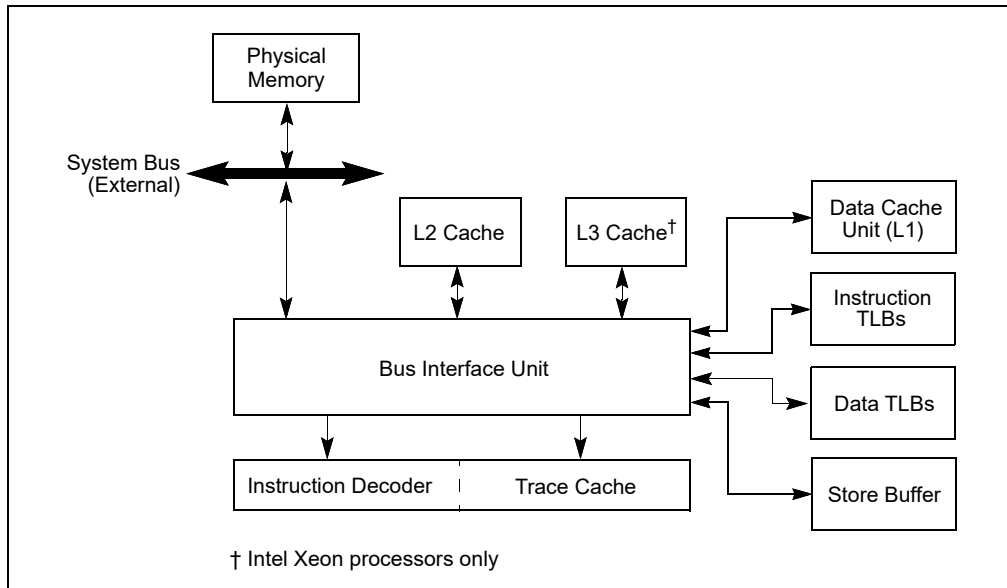 Physical
Memory
System Bus
(External)
L2 Cache
L3 Cache†
Data Cache
Unit (L1)
Instruction
TLBs
Bus Interface Unit
Data TLBs
Instruction Decoder
Trace Cache
Store Buffer
† Intel Xeon processors only